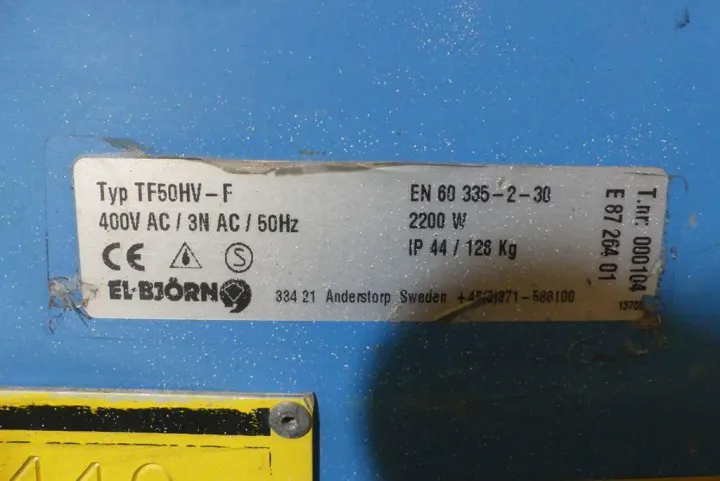 Typ TF50HV-F
400V AC / 3N AC / 50Hz
CE S
EL·BJÖRN
EN 60 335-2-30
2200 W
IP 44 / 126 Kg
334 21 Anderstorp Sweden
T.nr. 000104
E 87 264 01